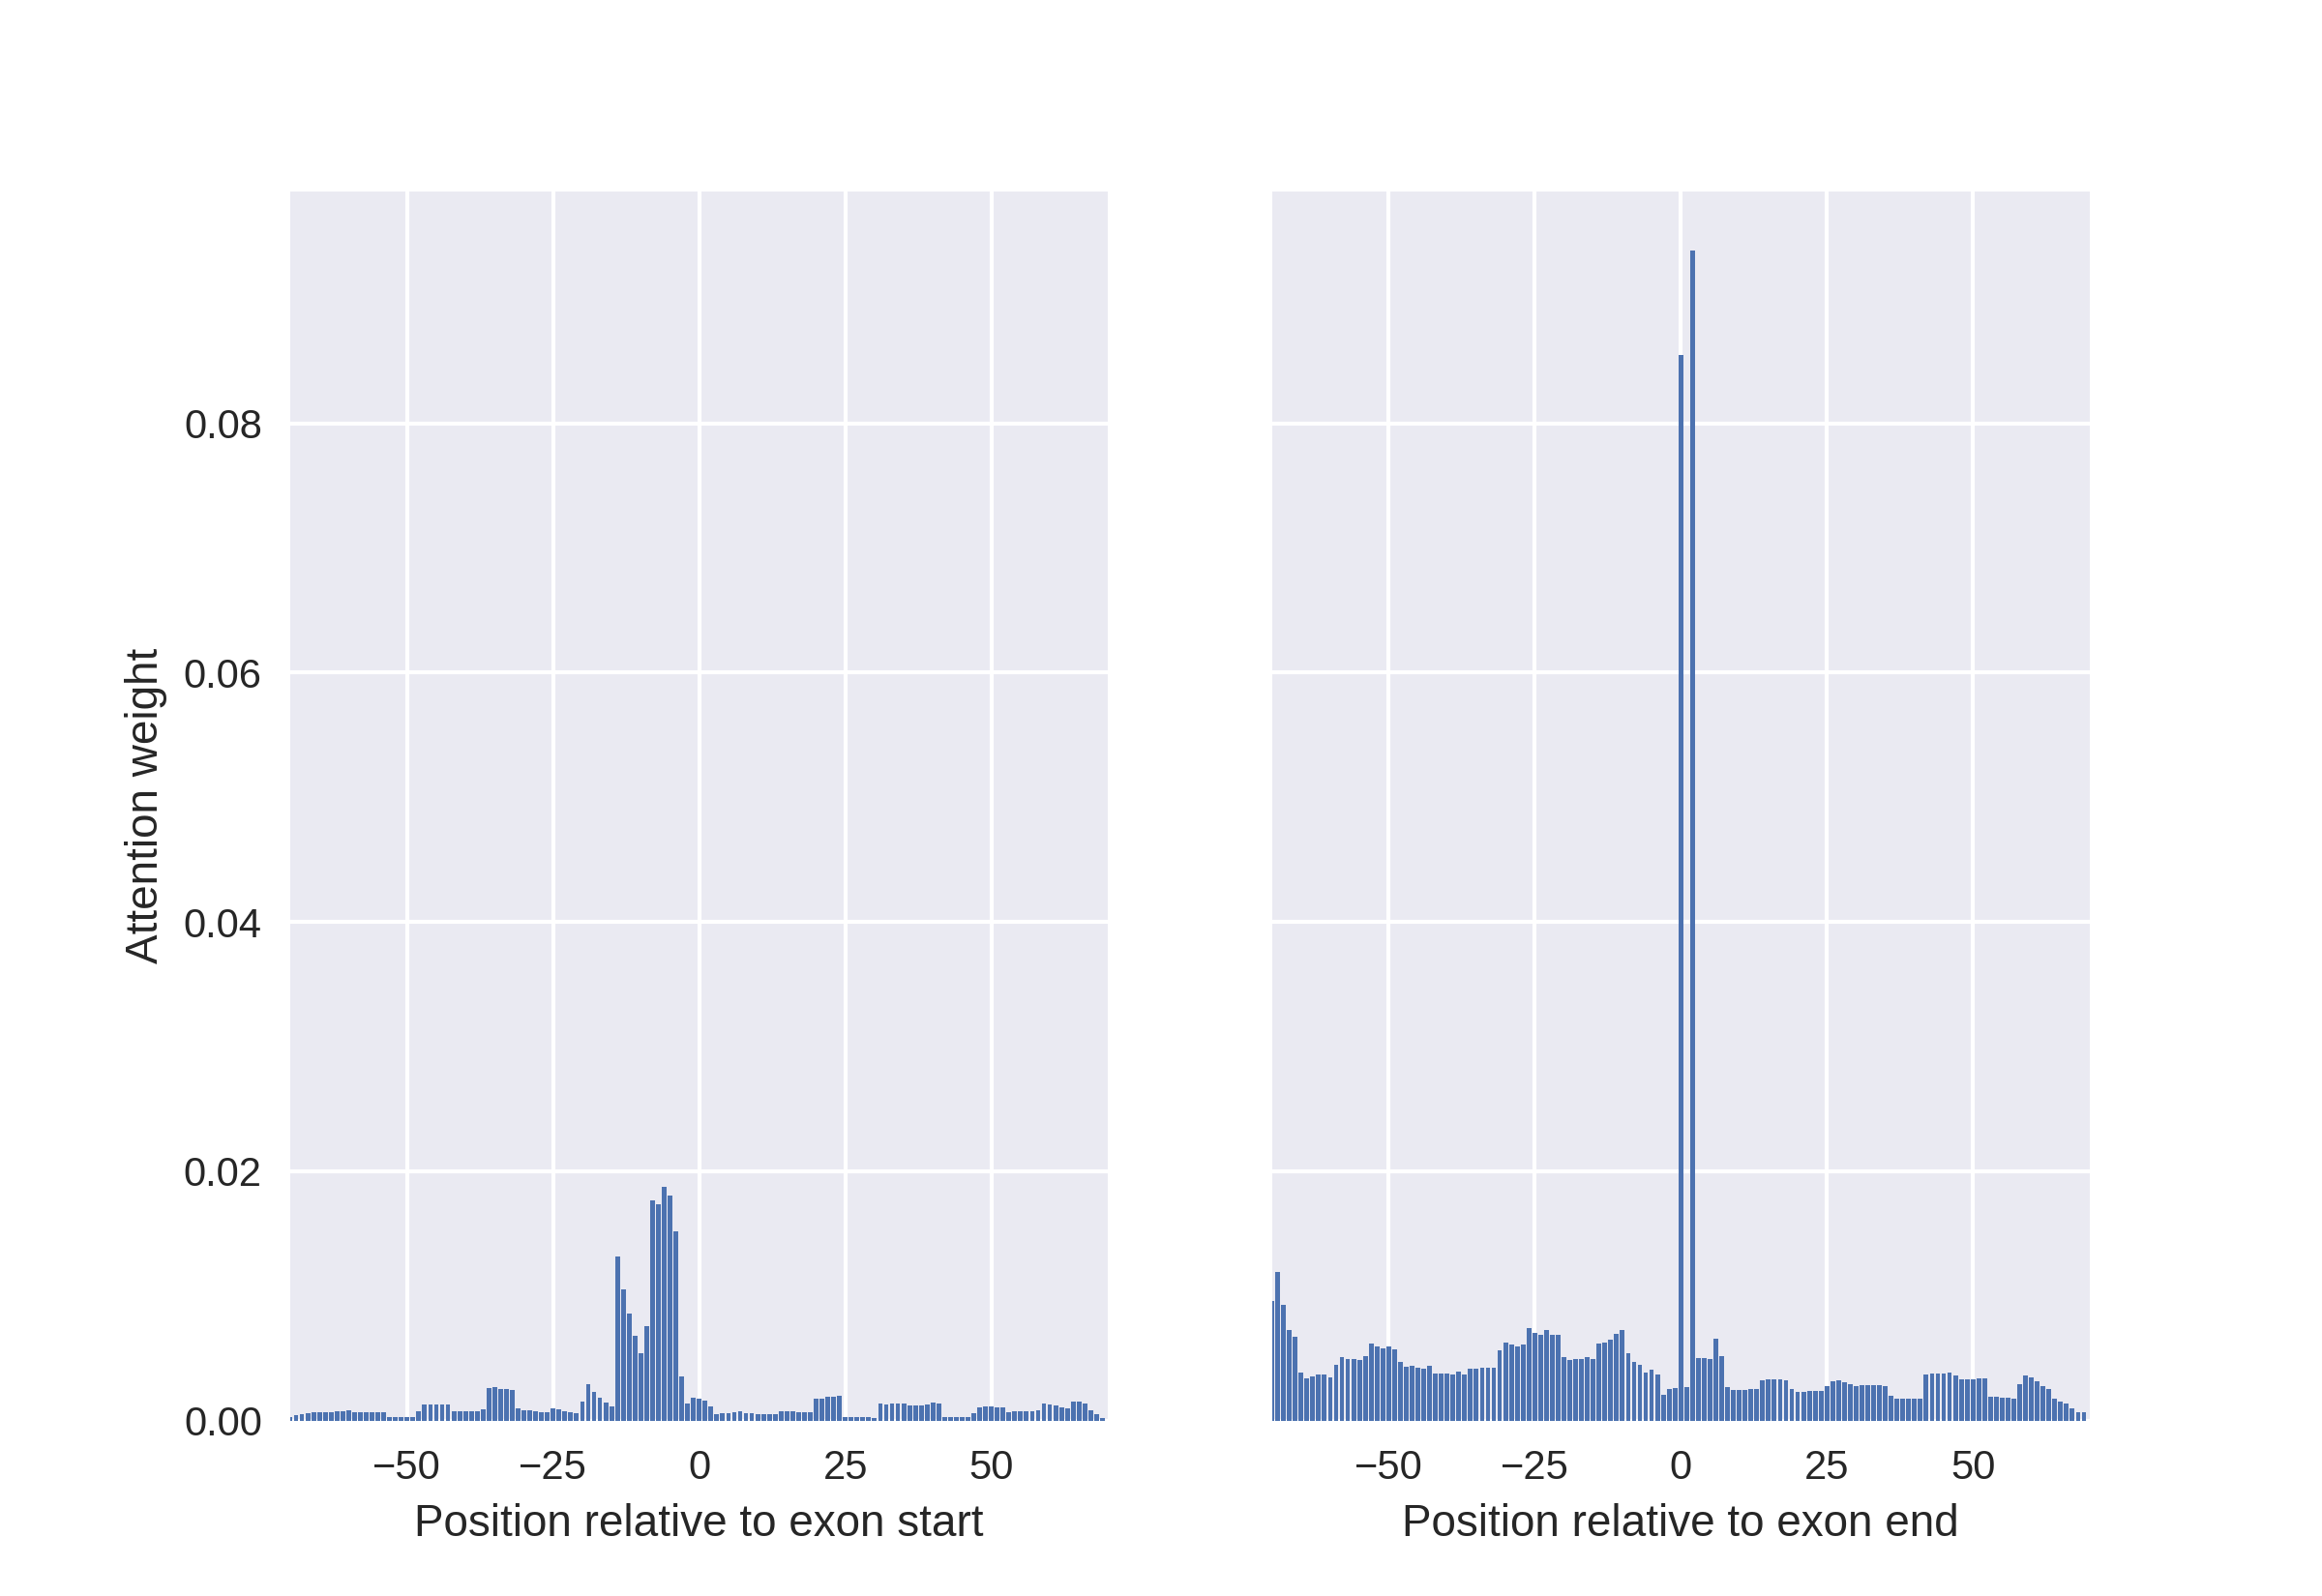 Attention weight
0.08
0.06
0.04
0.02
0.00
−50 −25 0 25 50
Position relative to exon start
−50 −25 0 25 50
Position relative to exon end